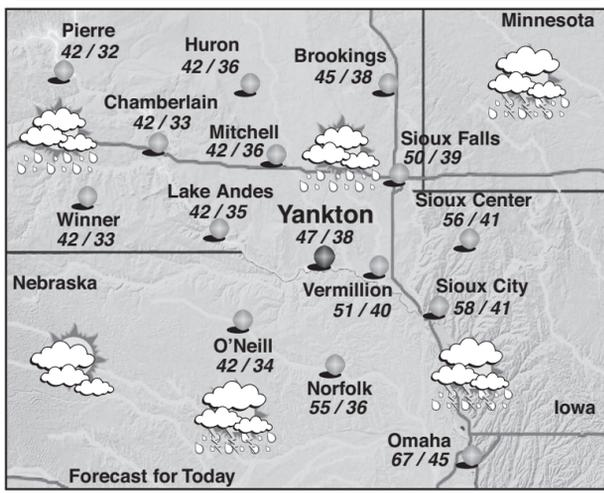 Minnesota
Pierre
42 / 32
Huron
42 / 36
Brookings
45 / 38
Chamberlain
42 / 33
Mitchell
42 / 36
Sioux Falls
50 / 39
Lake Andes
42 / 35
Winner
42 / 33
Yankton
47 / 38
Sioux Center
56 / 41
Nebraska
Vermillion
51 / 40
Sioux City
58 / 41
O'Neill
42 / 34
Norfolk
55 / 36
Iowa
Omaha
67 / 45
Forecast for Today